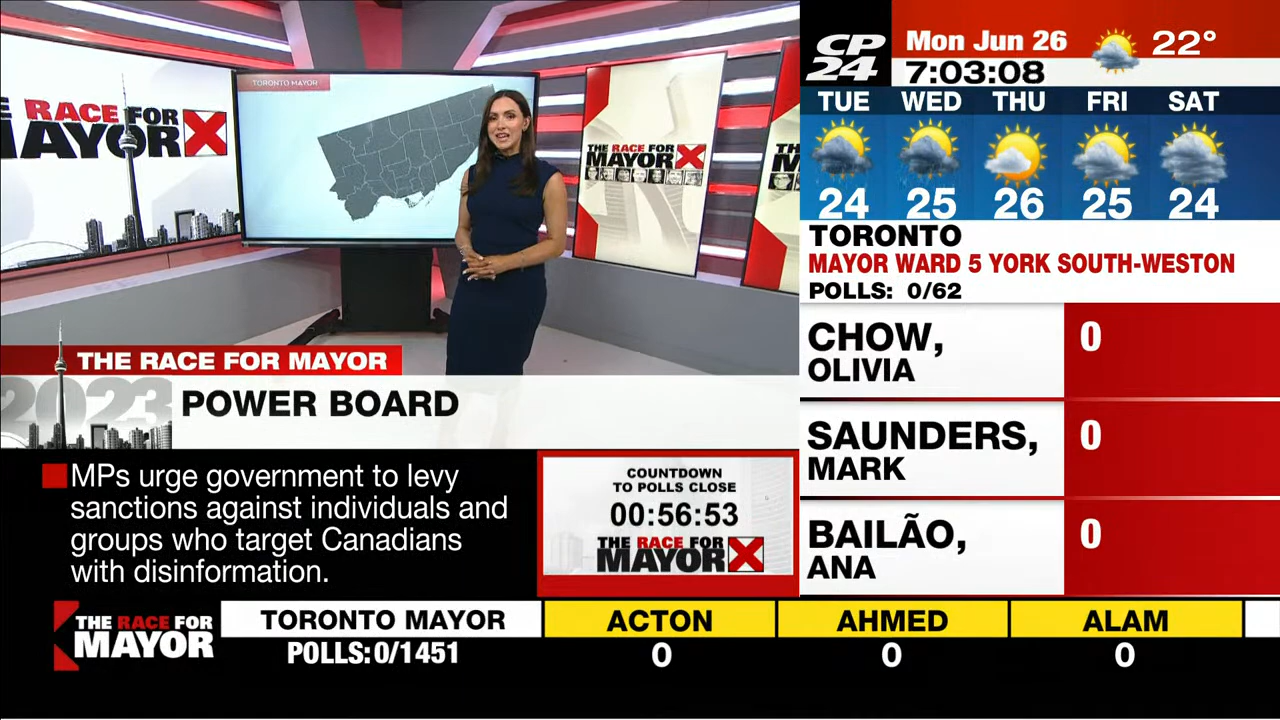 THE RACE FOR
MAYOR X
TORONTO MAYOR
THE RACE FOR
MAYOR X
THE RACE FOR MAYOR
2023
POWER BOARD
MPs urge government to levy
sanctions against individuals and
groups who target Canadians
with disinformation.
COUNTDOWN
TO POLLS CLOSE
00:56:53
THE RACE FOR
MAYOR X
CP
24
Mon Jun 26
22°
7:03:08
TUE WED THU FRI SAT
24 25 26 25 24
TORONTO
MAYOR WARD 5 YORK SOUTH-WESTON
POLLS: 0/62
CHOW, 0
OLIVIA
SAUNDERS, 0
MARK
BAILÃO, 0
ANA
THE RACE FOR
MAYOR
TORONTO MAYOR ACTON AHMED ALAM
POLLS:0/1451 0 0 0